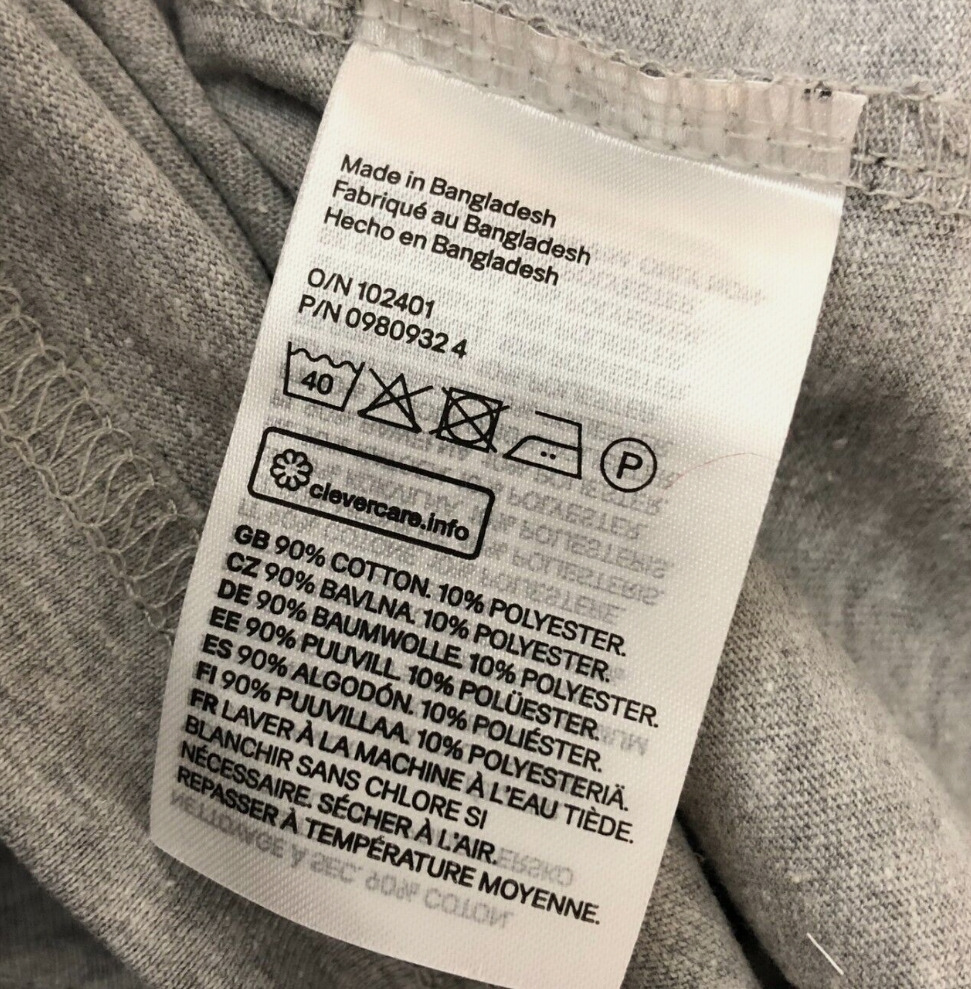 Made in Bangladesh
Fabriqué au Bangladesh
Hecho en Bangladesh
O/N 102401
P/N 0980932 4
40
P
clevercare.info
GB 90% COTTON. 10% POLYESTER.
CZ 90% BAVLNA. 10% POLYESTER.
DE 90% BAUMWOLLE. 10% POLYESTER.
EE 90% PUUVILL. 10% POLÜESTER.
ES 90% ALGODÓN. 10% POLIÉSTER.
FI 90% PUUVILLAA. 10% POLYESTERIÄ.
FR LAVER À LA MACHINE À L'EAU TIÈDE.
BLANCHIR SANS CHLORE SI
NÉCESSAIRE. SÉCHER À L'AIR.
REPASSER À TEMPÉRATURE MOYENNE.